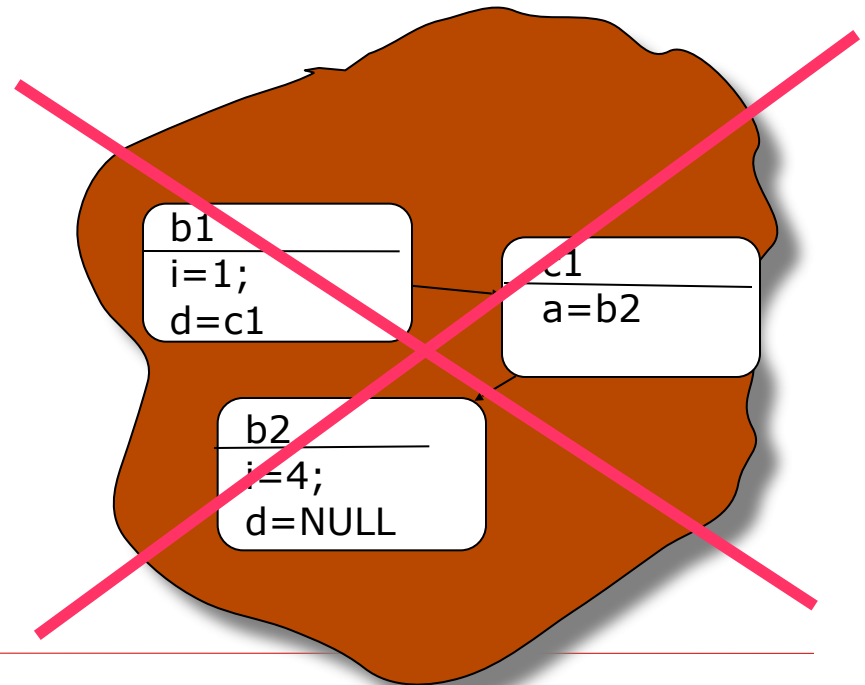 b1
i=1;
d=c1
c1
a=b2
b2
i=4;
d=NULL